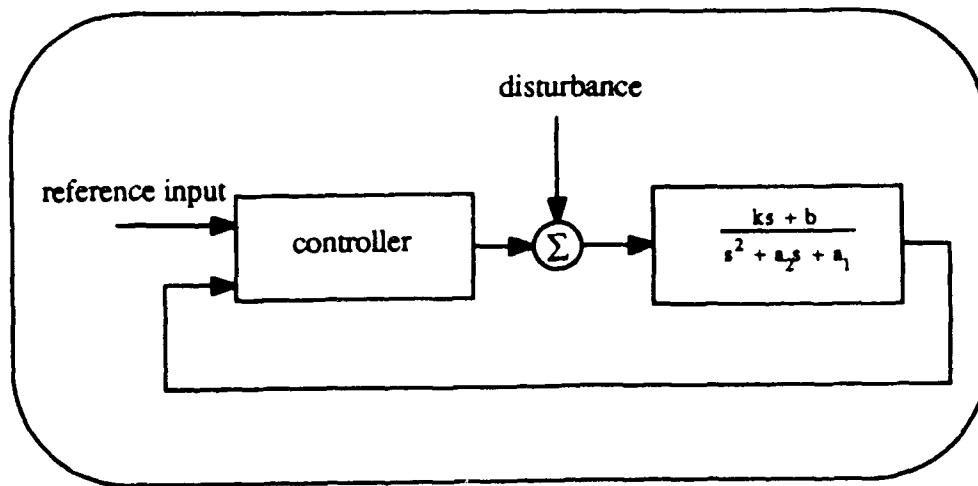 disturbance
reference input
controller
Σ
ks + b
s² + a₂s + a₁